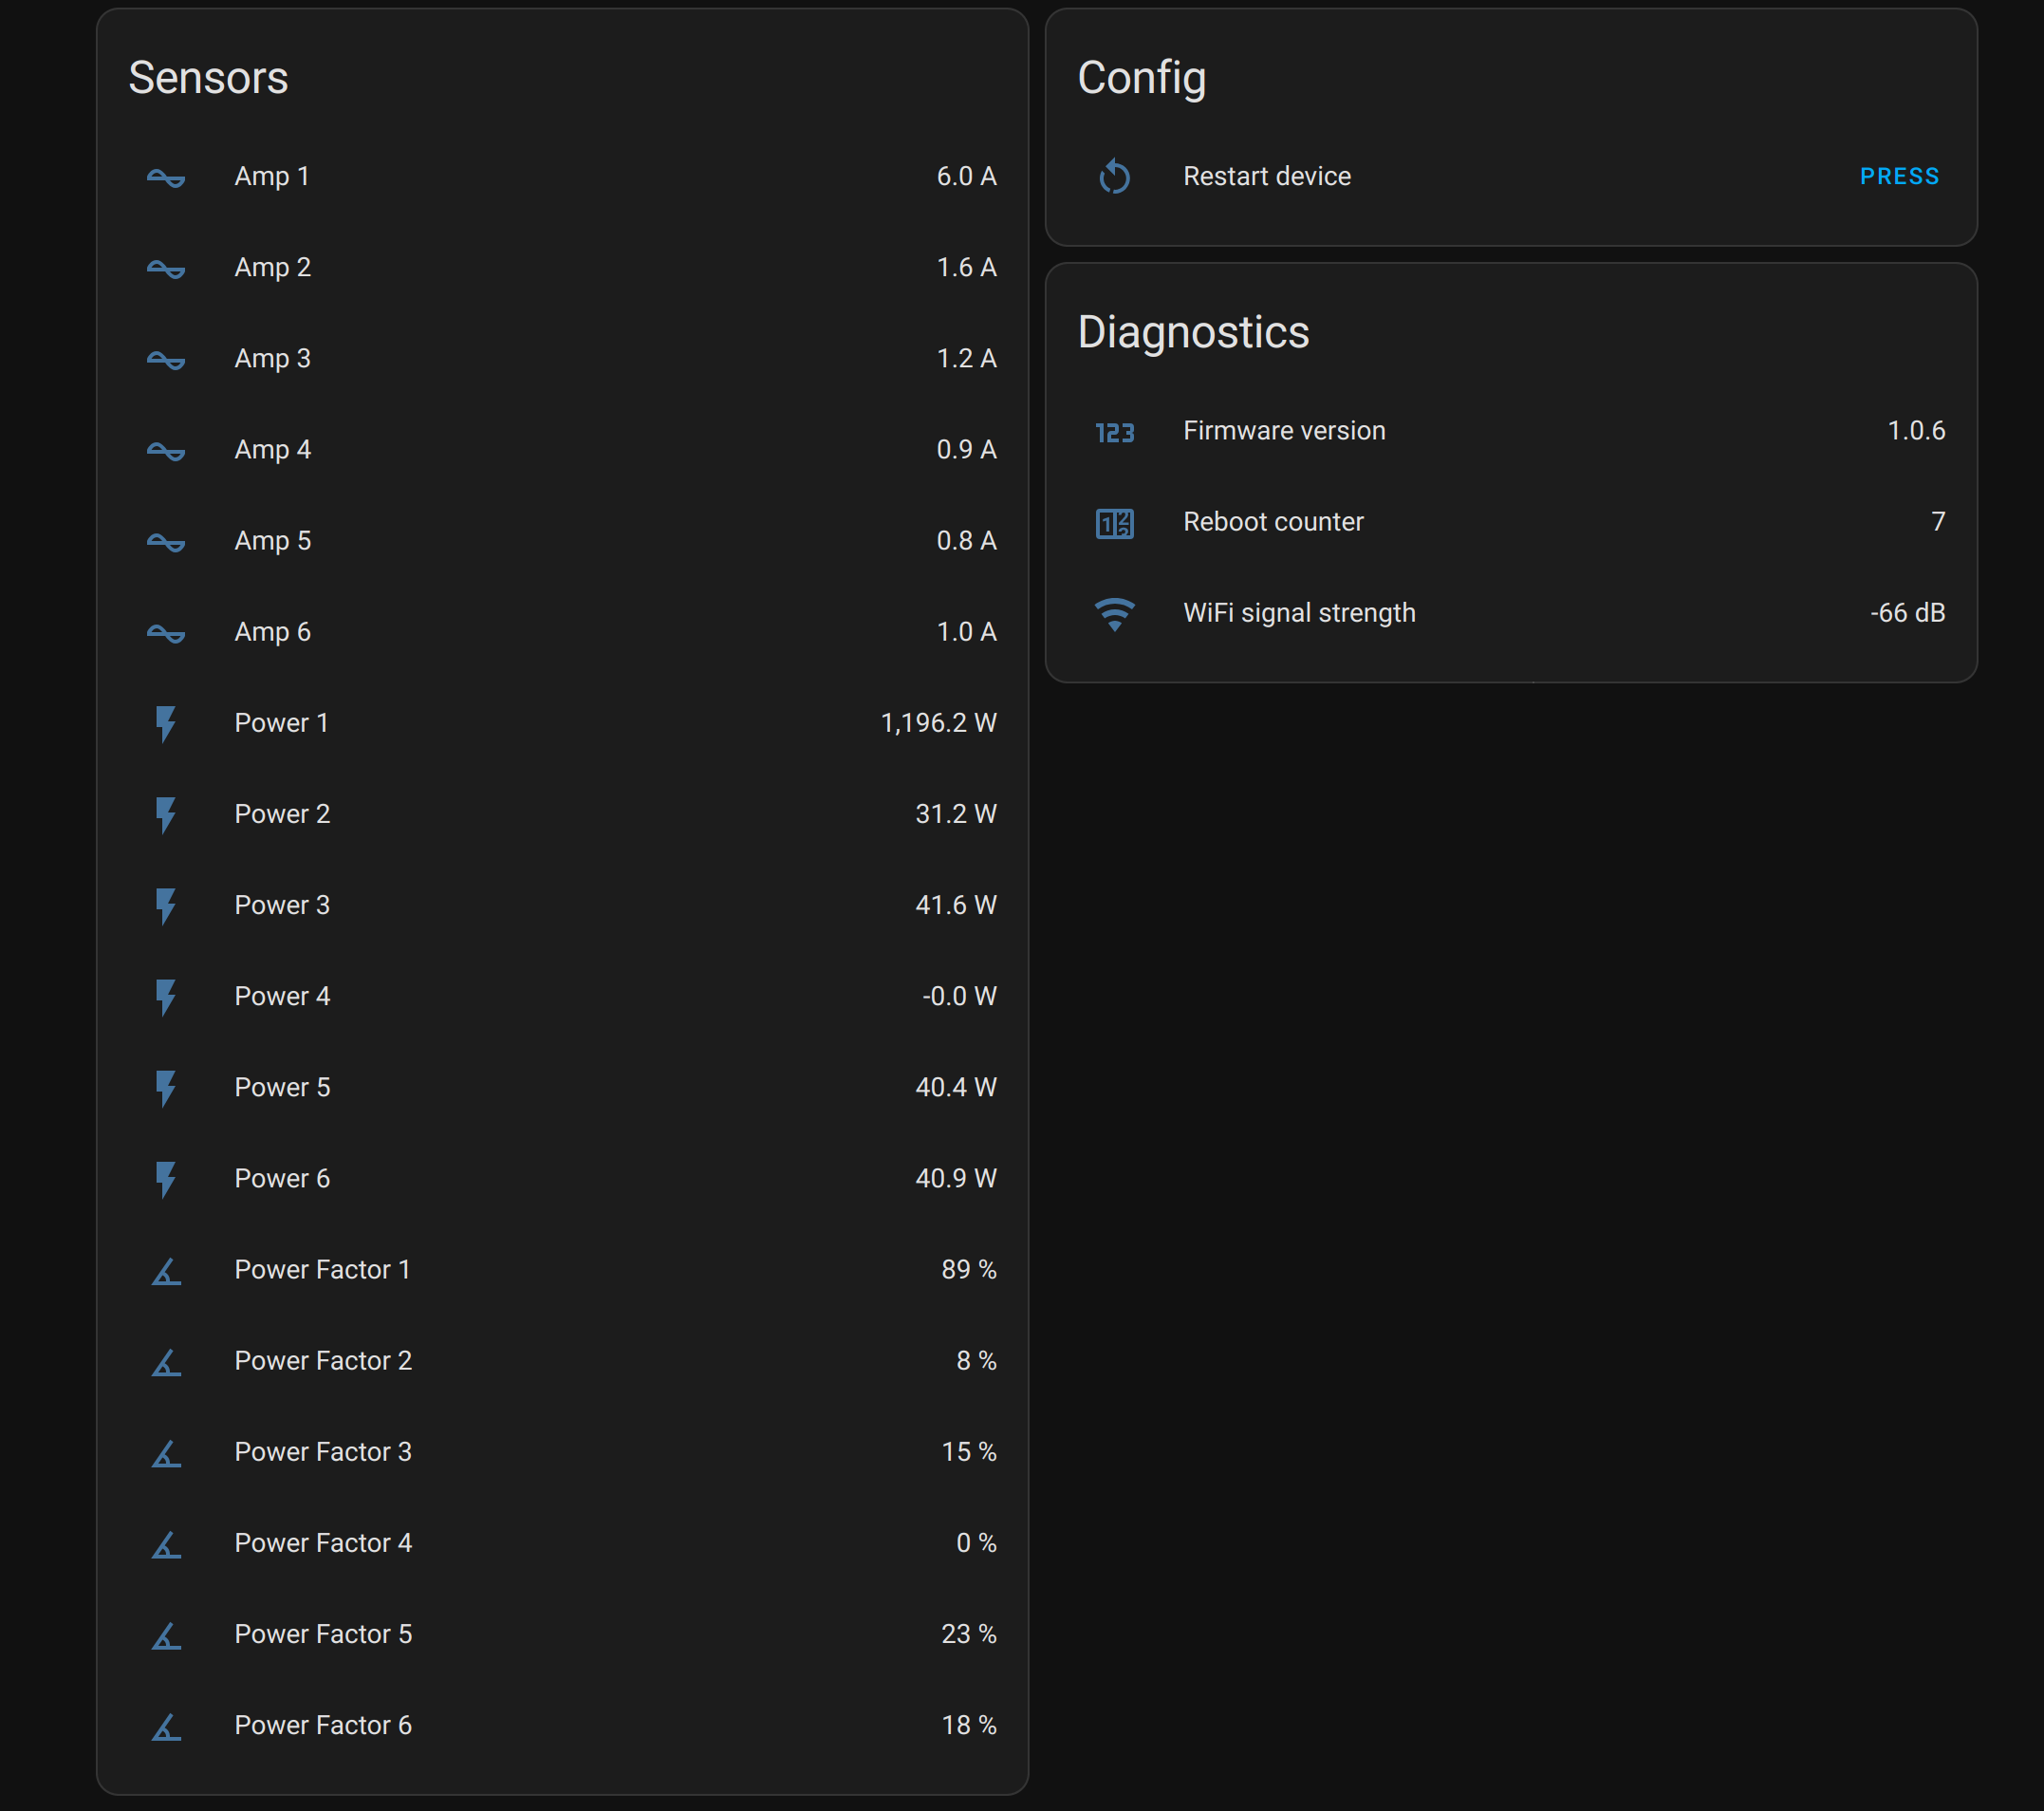 Sensors
Amp 1 6.0 A
Amp 2 1.6 A
Amp 3 1.2 A
Amp 4 0.9 A
Amp 5 0.8 A
Amp 6 1.0 A
Power 1 1,196.2 W
Power 2 31.2 W
Power 3 41.6 W
Power 4 -0.0 W
Power 5 40.4 W
Power 6 40.9 W
Power Factor 1 89 %
Power Factor 2 8 %
Power Factor 3 15 %
Power Factor 4 0 %
Power Factor 5 23 %
Power Factor 6 18 %
Config
Restart device PRESS
Diagnostics
123 Firmware version 1.0.6
Reboot counter 7
WiFi signal strength -66 dB